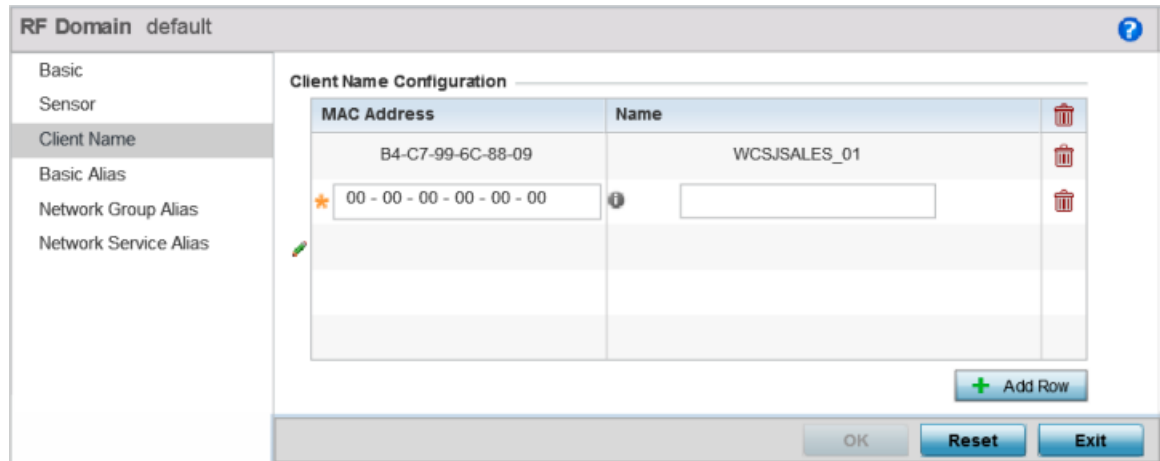 RF Domain default
Basic
Sensor
Client Name
Basic Alias
Network Group Alias
Network Service Alias
Client Name Configuration
MAC Address Name
B4-C7-99-6C-88-09 WCSJSALES_01
* 00 - 00 - 00 - 00 - 00 - 00
+ Add Row
OK Reset Exit